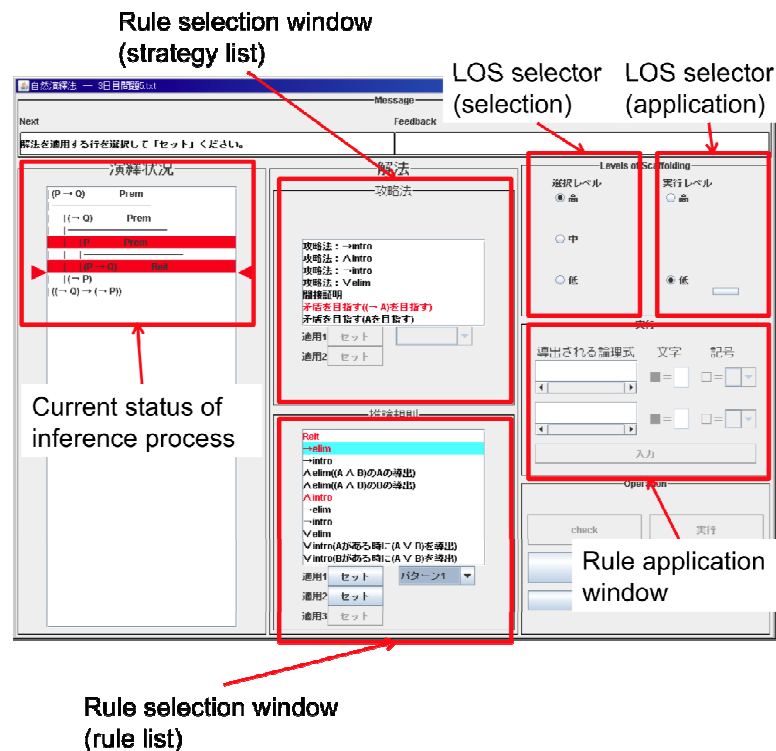 Rule selection window
(strategy list)
LOS selector
(selection)
LOS selector
(application)
自然演繹法 — 3日目問題5.txt
Message
Next
Feedback
解法を適用する行を選択して「セット」ください。
演繹状況
(P → Q) Prem
(¬ Q) Prem
P Prem
(P → Q) Reit
(¬ P)
((¬ Q) → (¬ P))
Current status of
inference process
解法
攻略法
攻略法:→intro
攻略法:∧intro
攻略法:¬intro
攻略法:∨elim
間接証明
矛盾を目指す((¬ A)を目指す)
矛盾を目指す(Aを目指す)
適用1 セット
適用2 セット
推論規則
Reit
→elim
→intro
∧elim((A ∧ B)のAの導出)
∧elim((A ∧ B)のBの導出)
∧intro
¬elim
¬intro
∨elim
∨intro(Aがある時に(A ∨ B)を導出)
∨intro(Bがある時に(A ∨ B)を導出)
適用1 セット パターン1
適用2 セット
適用3 セット
Levels of Scaffolding
選択レベル 実行レベル
高 高
中
低 低
実行
導出される論理式 文字 記号
■= □=
■= □=
入力
Operation
check 実行
Rule application
window
Rule selection window
(rule list)